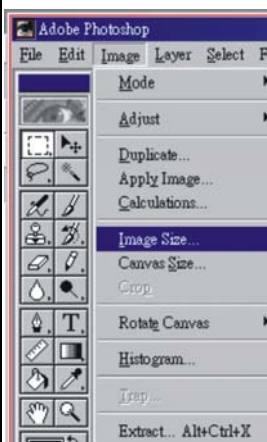 Adobe Photoshop
File Edit Image Layer Select F
Mode
Adjust
Duplicate...
Apply Image...
Calculations...
Image Size...
Canvas Size...
Crop
Rotate Canvas
Histogram...
T
Trap...
Extract... Alt+Ctrl+X